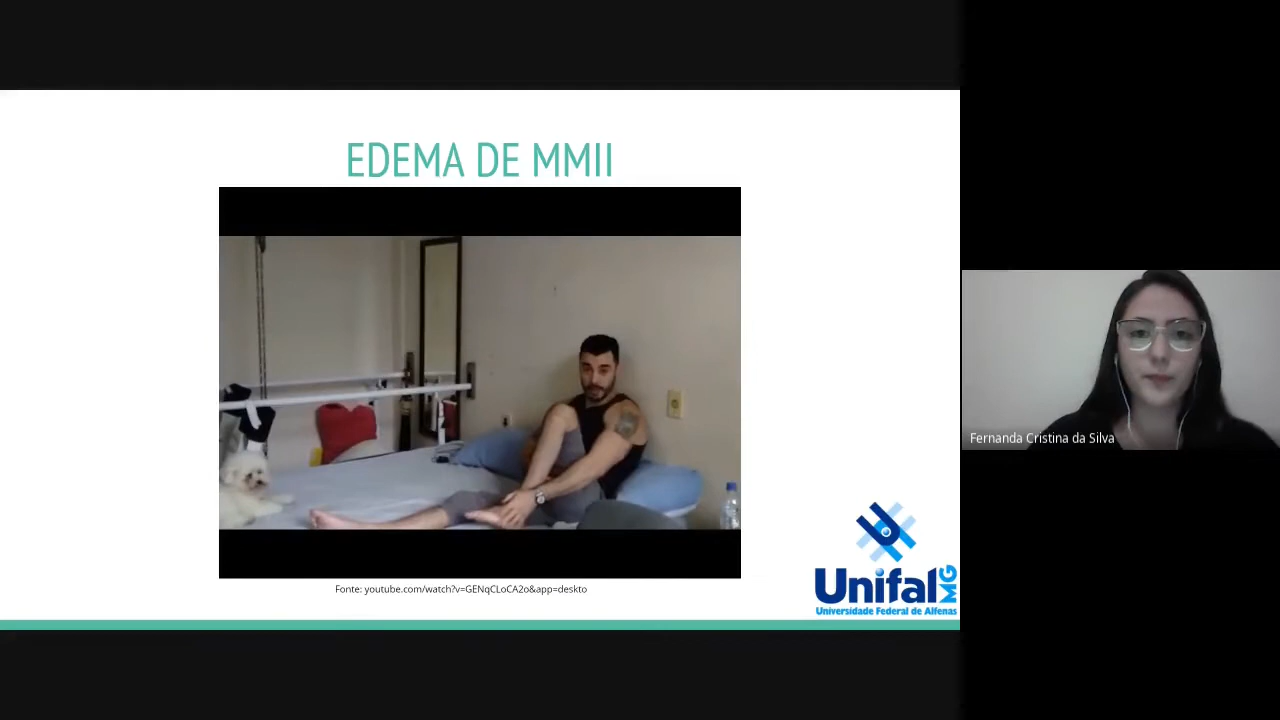 EDEMA DE MMII
Fonte: youtube.com/watch?v=GENqCLoCA2o&app=deskto
Unifal MG
Universidade Federal de Alfenas
Fernanda Cristina da Silva